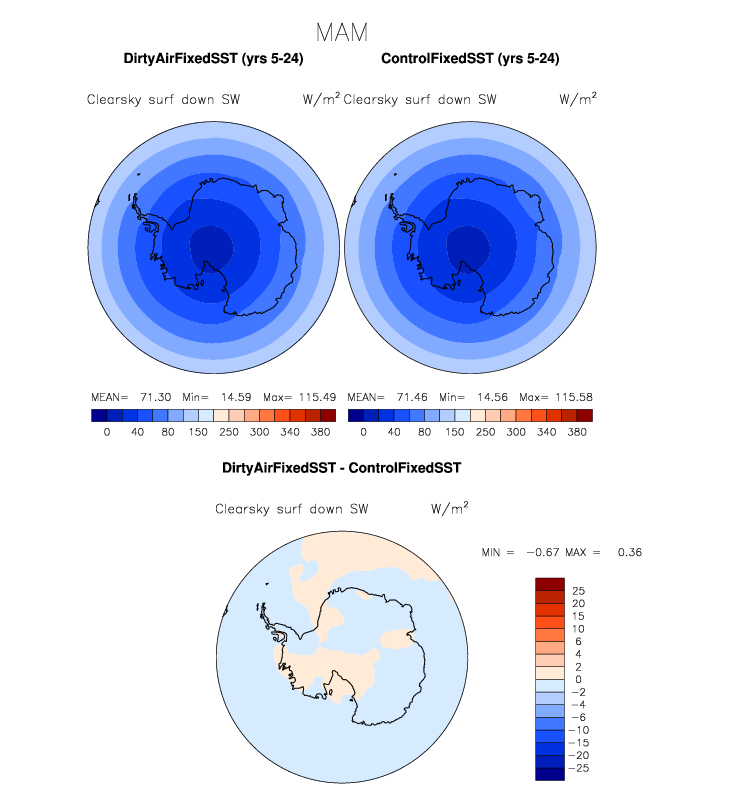 MAM
DirtyAirFixedSST (yrs 5-24) ControlFixedSST (yrs 5-24)
Clearsky surf down SW W/m² Clearsky surf down SW W/m²
MEAN= 71.30 Min= 14.59 Max= 115.49 MEAN= 71.46 Min= 14.56 Max= 115.58
0 40 80 150 250 300 340 380 0 40 80 150 250 300 340 380
DirtyAirFixedSST - ControlFixedSST
Clearsky surf down SW W/m²
MIN = −0.67 MAX = 0.36
25
20
15
10
6
4
2
0
−2
−4
−6
−10
−15
−20
−25